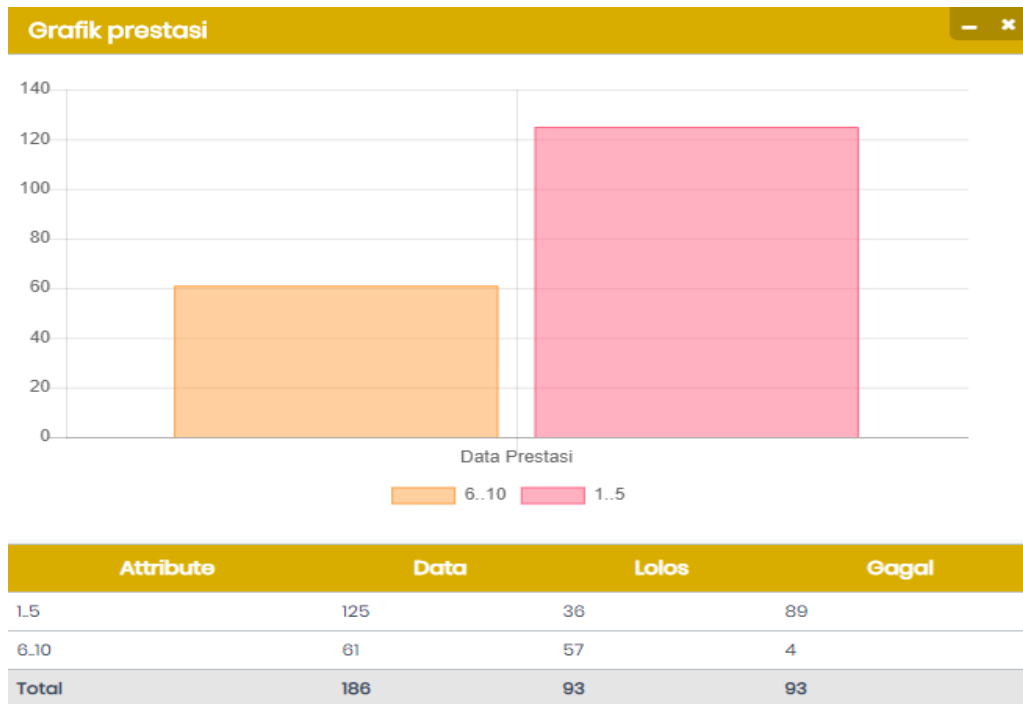 Grafik prestasi
140
120
100
80
60
40
20
0
Data Prestasi
6..10 1..5
Attribute Data Lolos Gagal
1..5 125 36 89
6..10 61 57 4
Total 186 93 93